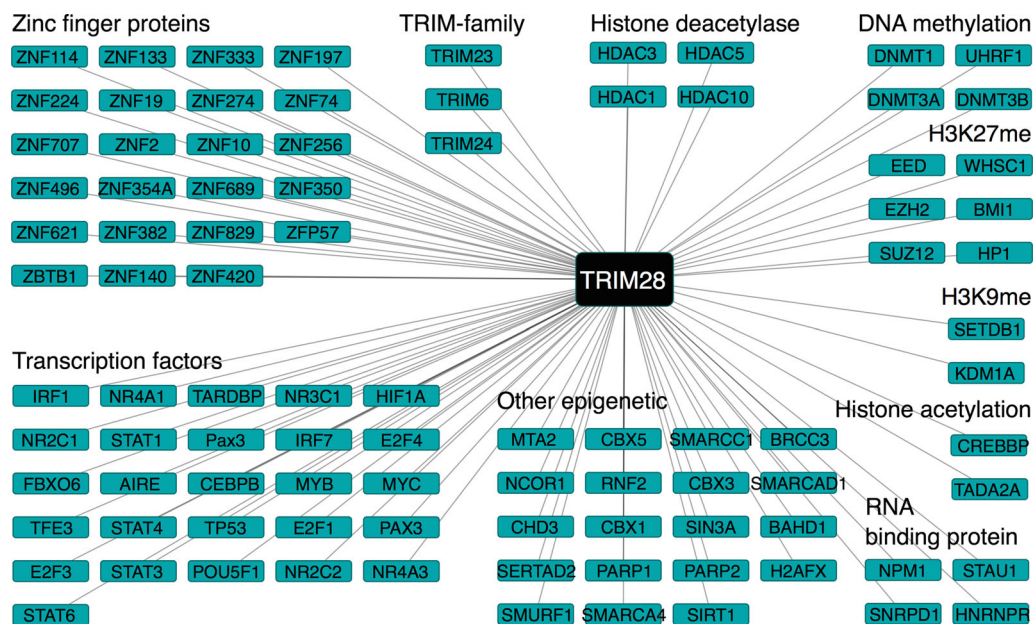 Zinc finger proteins
ZNF114 ZNF133 ZNF333 ZNF197
ZNF224 ZNF19 ZNF274 ZNF74
ZNF707 ZNF2 ZNF10 ZNF256
ZNF496 ZNF354A ZNF689 ZNF350
ZNF621 ZNF382 ZNF829 ZFP57
ZBTB1 ZNF140 ZNF420
TRIM-family
TRIM23
TRIM6
TRIM24
Histone deacetylase
HDAC3 HDAC5
HDAC1 HDAC10
DNA methylation
DNMT1 UHRF1
DNMT3A DNMT3B
H3K27me
EED WHSC1
EZH2 BMI1
SUZ12 HP1
TRIM28
H3K9me
SETDB1
KDM1A
Transcription factors
IRF1 NR4A1 TARDBP NR3C1 HIF1A
NR2C1 STAT1 Pax3 IRF7 E2F4
FBXO6 AIRE CEBPB MYB MYC
TFE3 STAT4 TP53 E2F1 PAX3
E2F3 STAT3 POU5F1 NR2C2 NR4A3
STAT6
Other epigenetic
MTA2 CBX5 SMARCC1 BRCC3
NCOR1 RNF2 CBX3 SMARCAD1
CHD3 CBX1 SIN3A BAHD1
SERTAD2 PARP1 PARP2 H2AFX
SMURF1 SMARCA4 SIRT1
Histone acetylation
CREBBP
TADA2A
RNA
binding protein
NPM1 STAU1
SNRPD1 HNRNPR